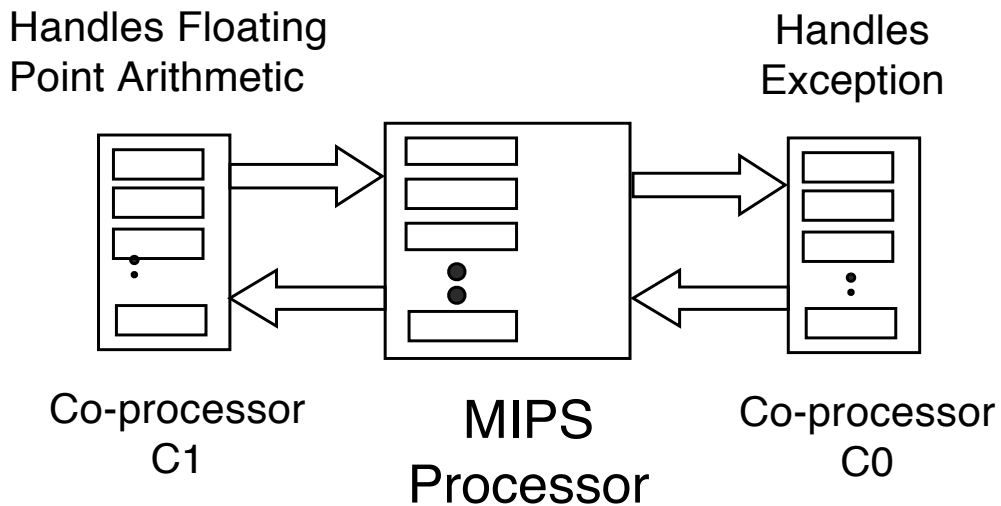 Handles Floating
Point Arithmetic
Handles
Exception
Co-processor
C1
MIPS
Processor
Co-processor
C0